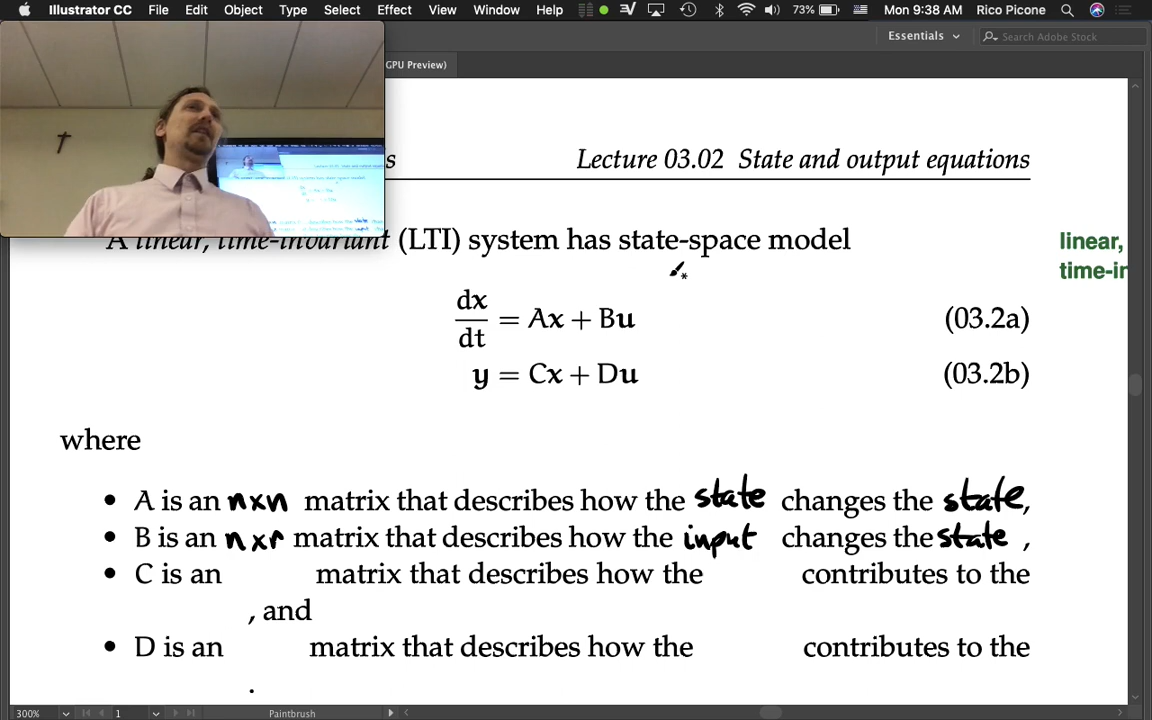 Illustrator CC File Edit Object Type Select Effect View Window Help 73% Mon 9:38 AM Rico Picone
Essentials Search Adobe Stock
GPU Preview)
s Lecture 03.02 State and output equations
A linear, time-invariant (LTI) system has state-space model
linear,
time-in
dx/dt = Ax + Bu (03.2a)
y = Cx + Du (03.2b)
where
• A is an n×n matrix that describes how the state changes the state,
• B is an n×r matrix that describes how the input changes the state ,
• C is an matrix that describes how the contributes to the
, and
• D is an matrix that describes how the contributes to the
.
300% 1 Paintbrush